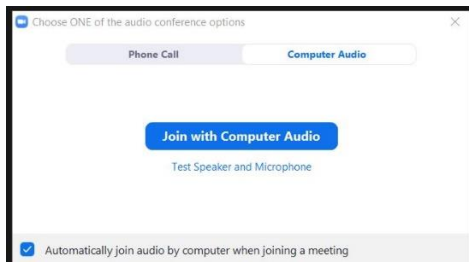 Choose ONE of the audio conference options
Phone Call
Computer Audio
Join with Computer Audio
Test Speaker and Microphone
Automatically join audio by computer when joining a meeting